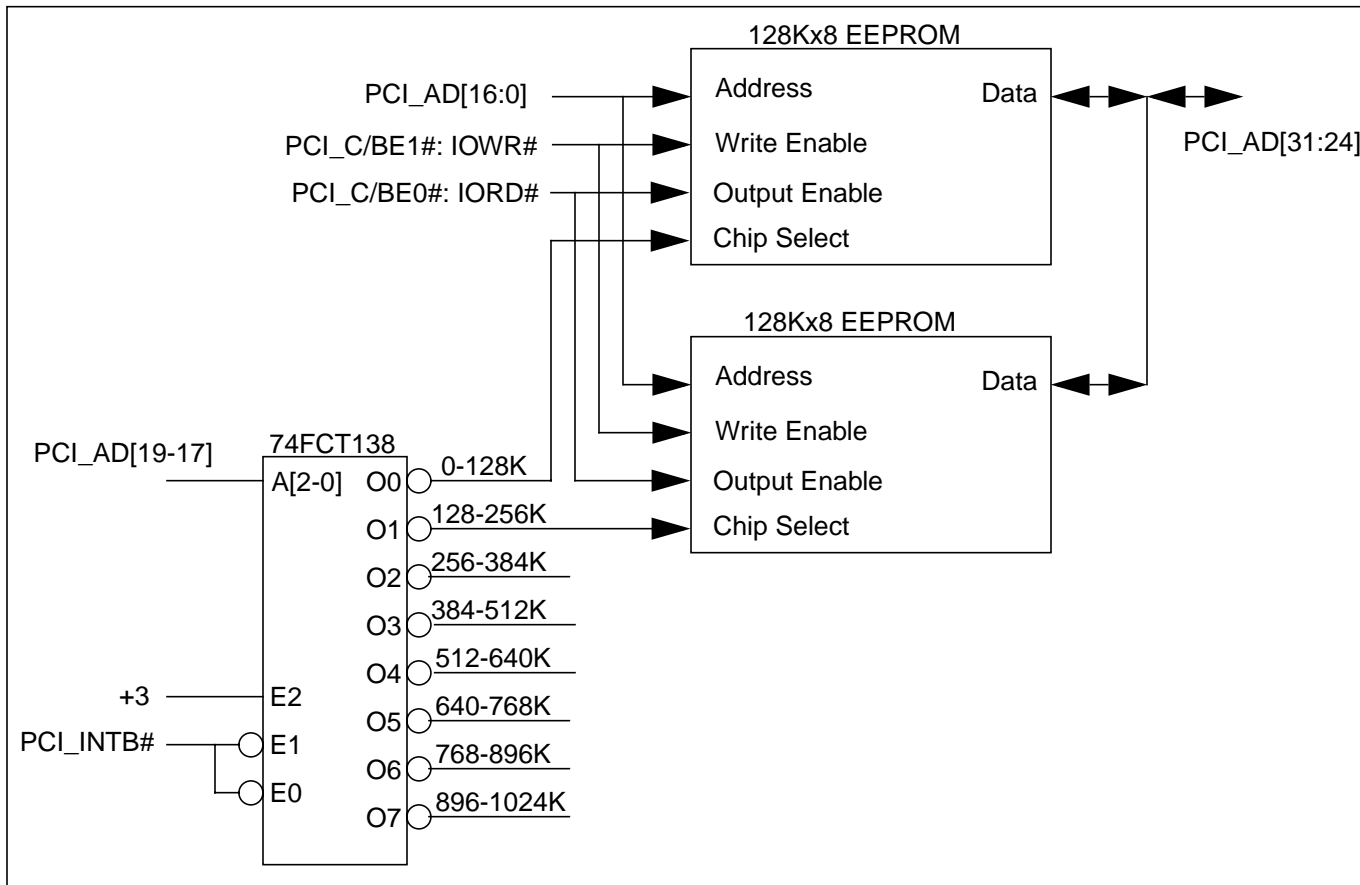 128Kx8 EEPROM
PCI_AD[16:0]
Address
Data
PCI_C/BE1#: IOWR#
Write Enable
PCI_AD[31:24]
PCI_C/BE0#: IORD#
Output Enable
Chip Select
128Kx8 EEPROM
Address
Data
Write Enable
Output Enable
Chip Select
74FCT138
PCI_AD[19-17]
A[2-0]
O0
0-128K
O1
128-256K
O2
256-384K
O3
384-512K
O4
512-640K
+3
E2
O5
640-768K
PCI_INTB#
E1
O6
768-896K
E0
O7
896-1024K